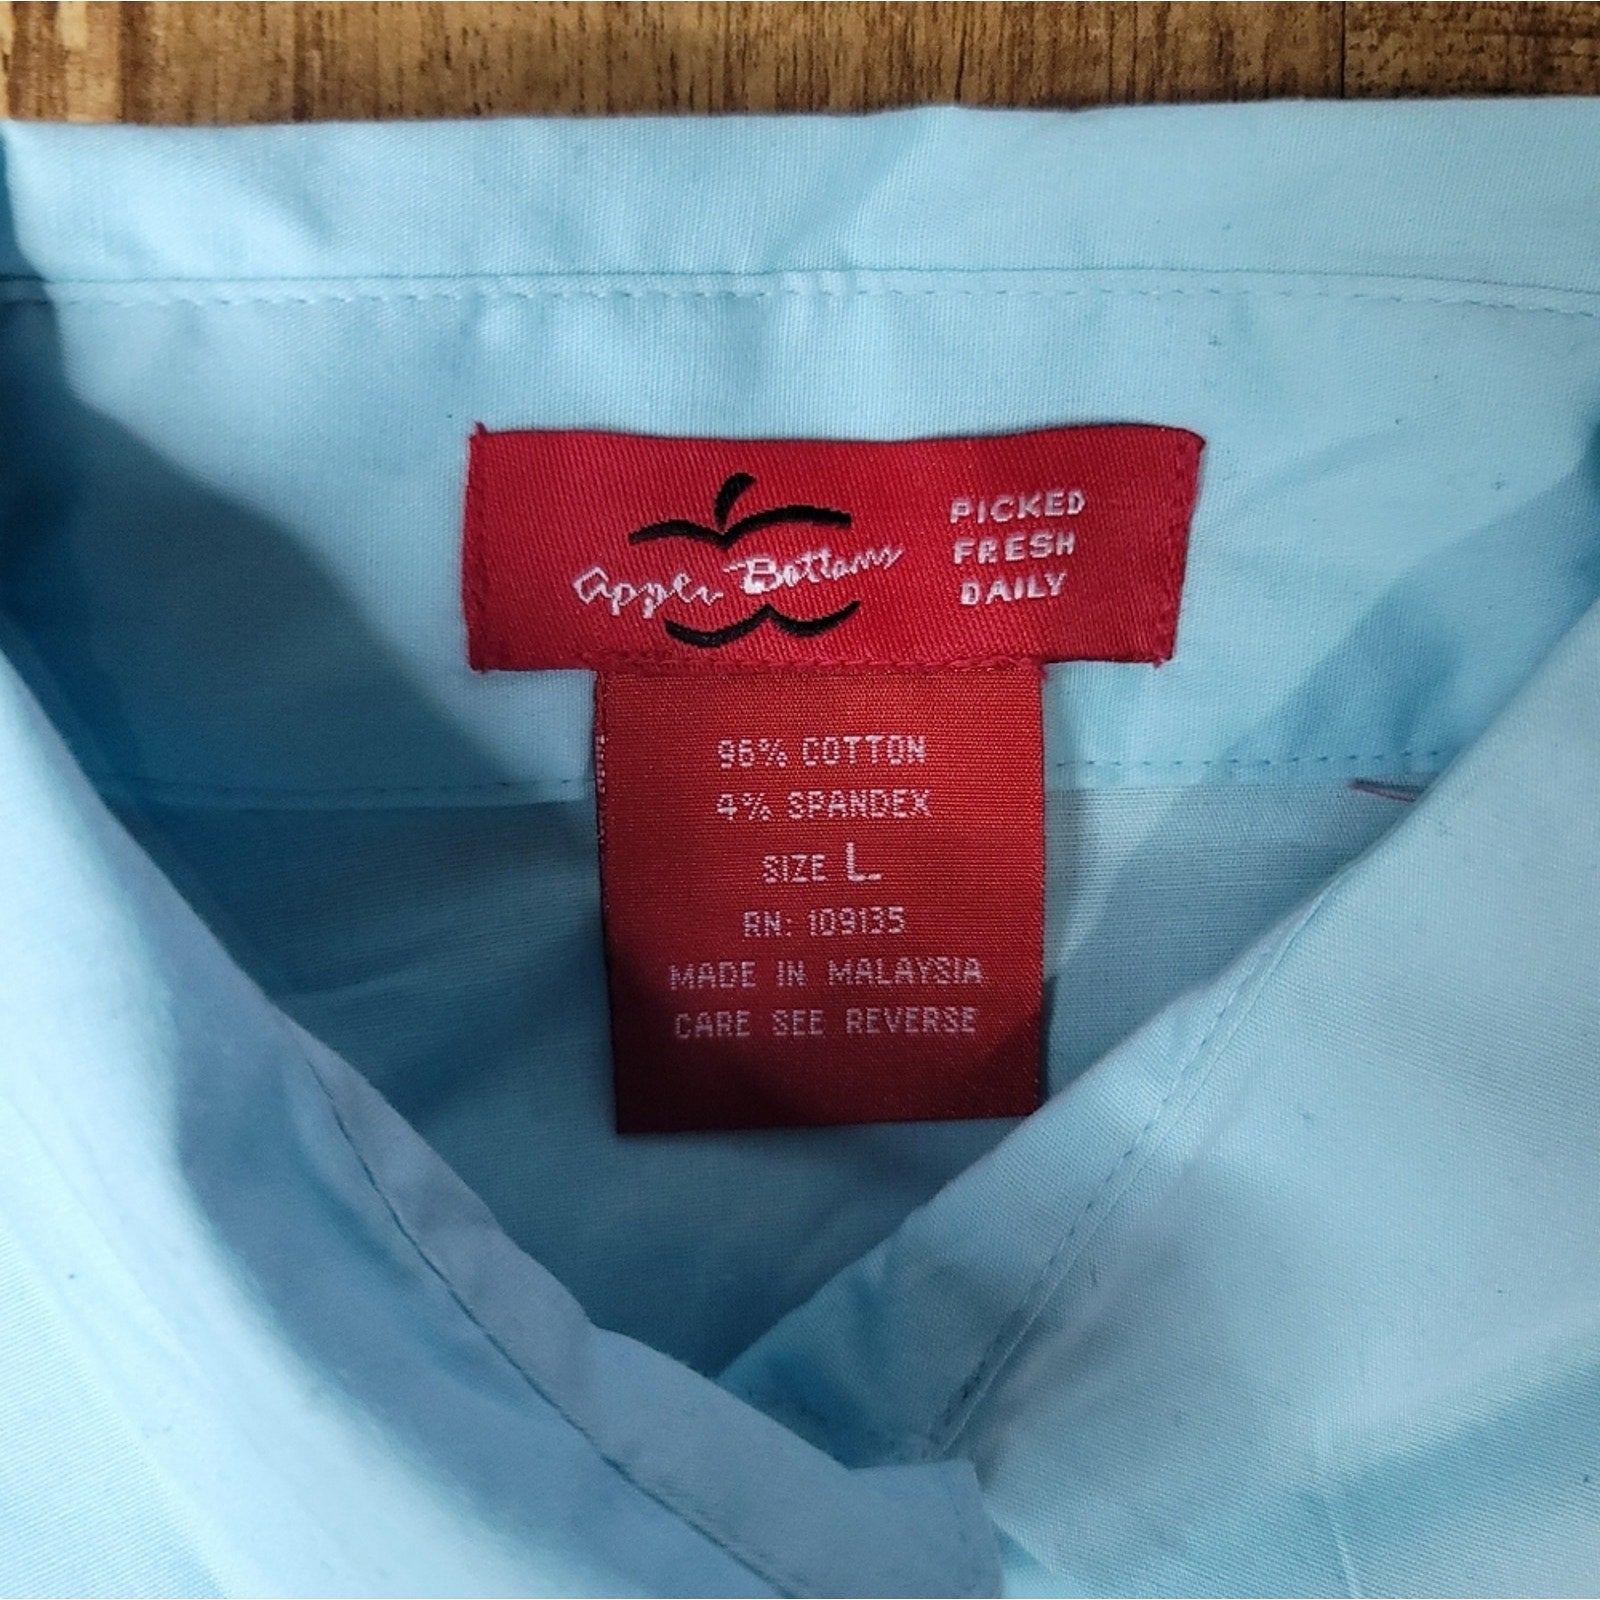 Apple Bottoms
PICKED
FRESH
DAILY
96% COTTON
4% SPANDEX
SIZE L
RN: 109135
MADE IN MALAYSIA
CARE SEE REVERSE